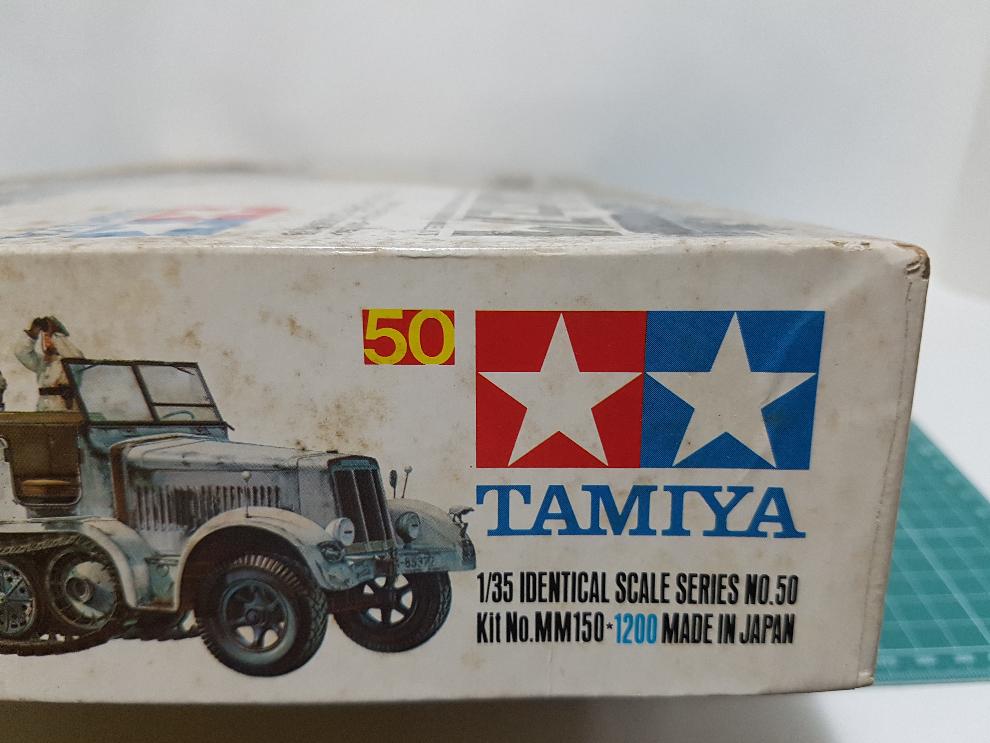 50
TAMIYA
1/35 IDENTICAL SCALE SERIES NO.50
Kit No.MM150*1200 MADE IN JAPAN